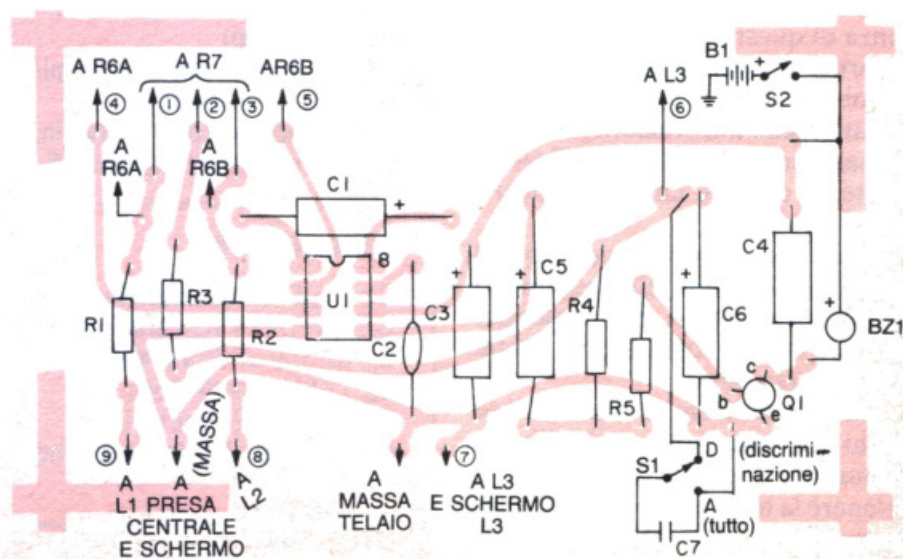 A R6A
A R7
AR6B
A L3
B1
S2
④
①
②
③
⑤
⑥
A
R6A
A
R6B
C1
+
8
U1
R1
R3
R2
C2
C3
+
C5
+
R4
R5
C6
+
C4
+
BZ1
c
b
e
Q1
⑨
⑧
⑦
A
L1 PRESA
CENTRALE
E SCHERMO
A
(MASSA)
A
L2
A
MASSA
TELAIO
A L3
E SCHERMO
L3
S1
D
A
(tutto)
C7
(discrimi-
nazione)